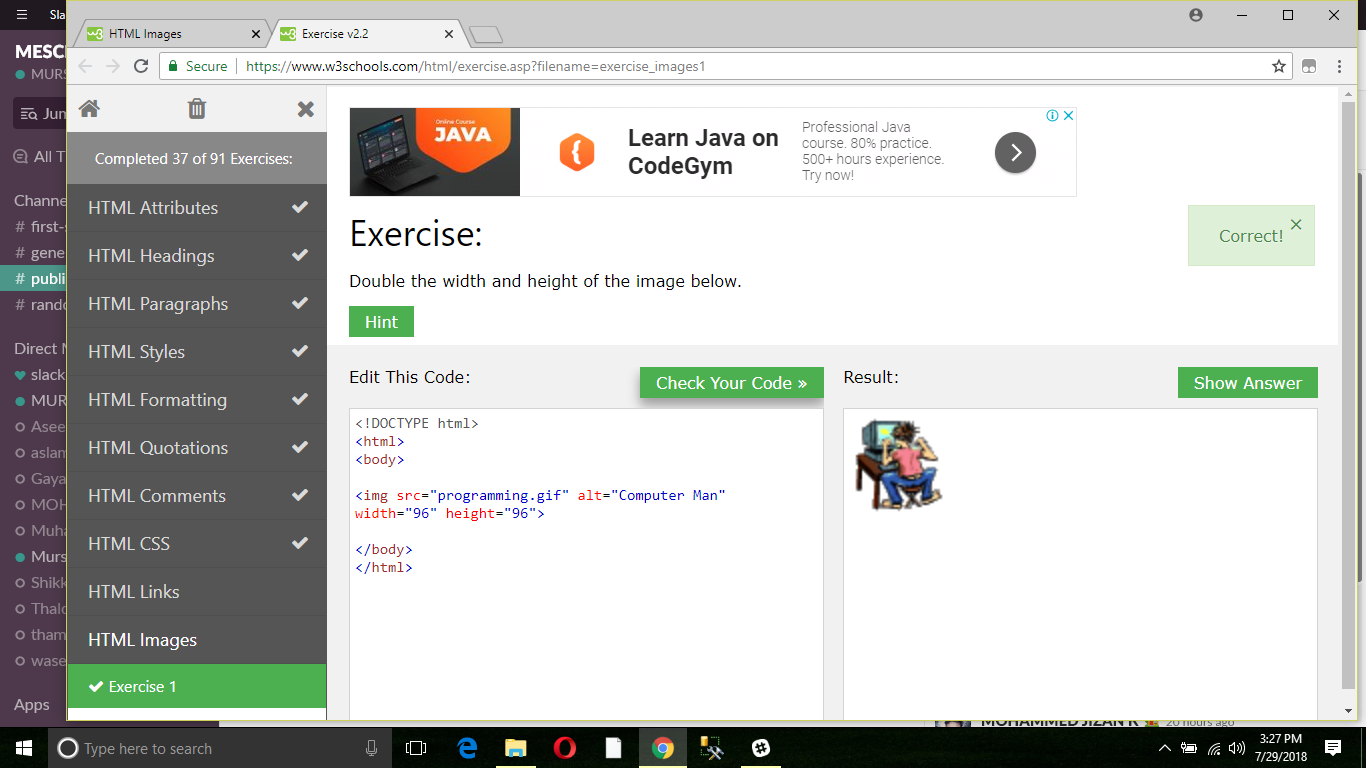 HTML Images
Exercise v2.2
Secure
https://www.w3schools.com/html/exercise.asp?filename=exercise_images1
MURS
All T
# first-
# gene
# publi
# rand
slack
MUR
Asee
aslam
Gaya
MOH
Muha
Murs
Shikk
Thalo
tham
wase
Apps
Completed 37 of 91 Exercises:
HTML Attributes
HTML Headings
HTML Paragraphs
HTML Styles
HTML Formatting
HTML Quotations
HTML Comments
HTML CSS
HTML Links
HTML Images
Exercise 1
Online Course
JAVA
Learn Java on
CodeGym
Professional Java
course. 80% practice.
500+ hours experience.
Try now!
Exercise:
Correct!
Double the width and height of the image below.
Hint
Edit This Code:
Check Your Code »
Result:
Show Answer
<!DOCTYPE html>
<html>
<body>
<img src="programming.gif" alt="Computer Man"
width="96" height="96">
</body>
</html>
MOHAMMED JIZAN K
20 hours ago
Type here to search
3:27 PM
7/29/2018